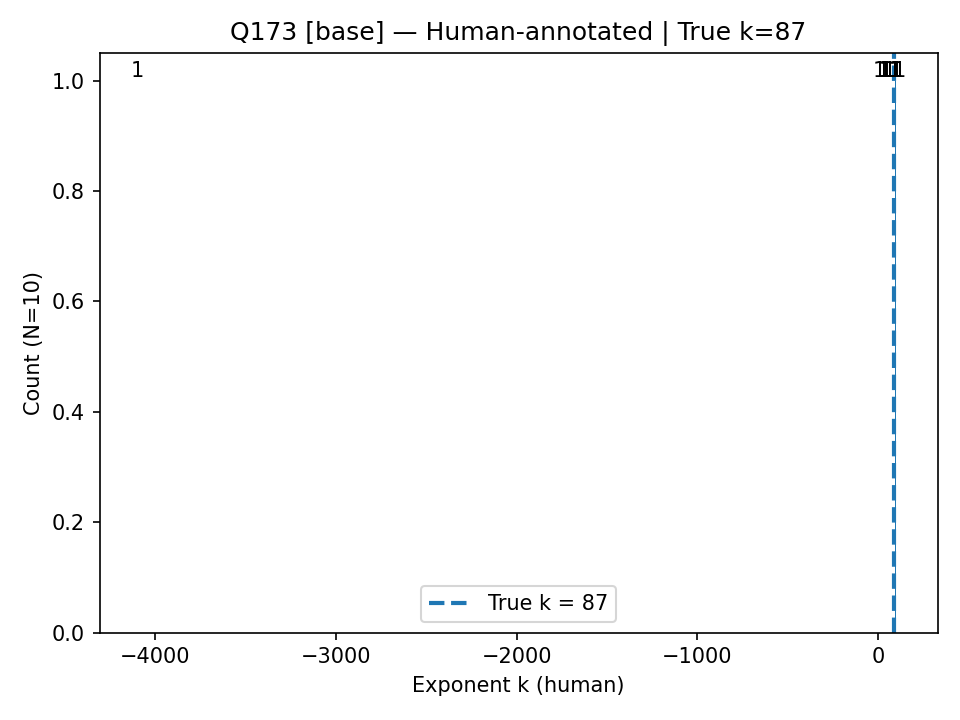 Q173 [base] — Human-annotated | True k=87
1
1.0
0.8
0.6
0.4
0.2
0.0
Count (N=10)
True k = 87
−4000 −3000 −2000 −1000 0
Exponent k (human)